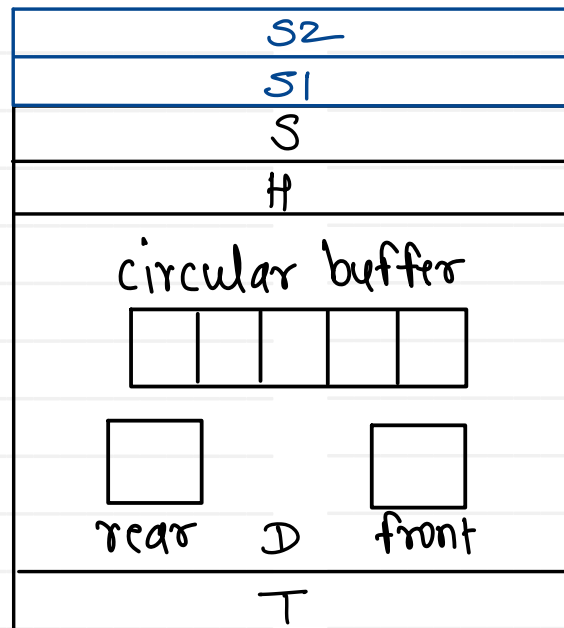 S2
S1
S
H
circular buffer
rear D front
T